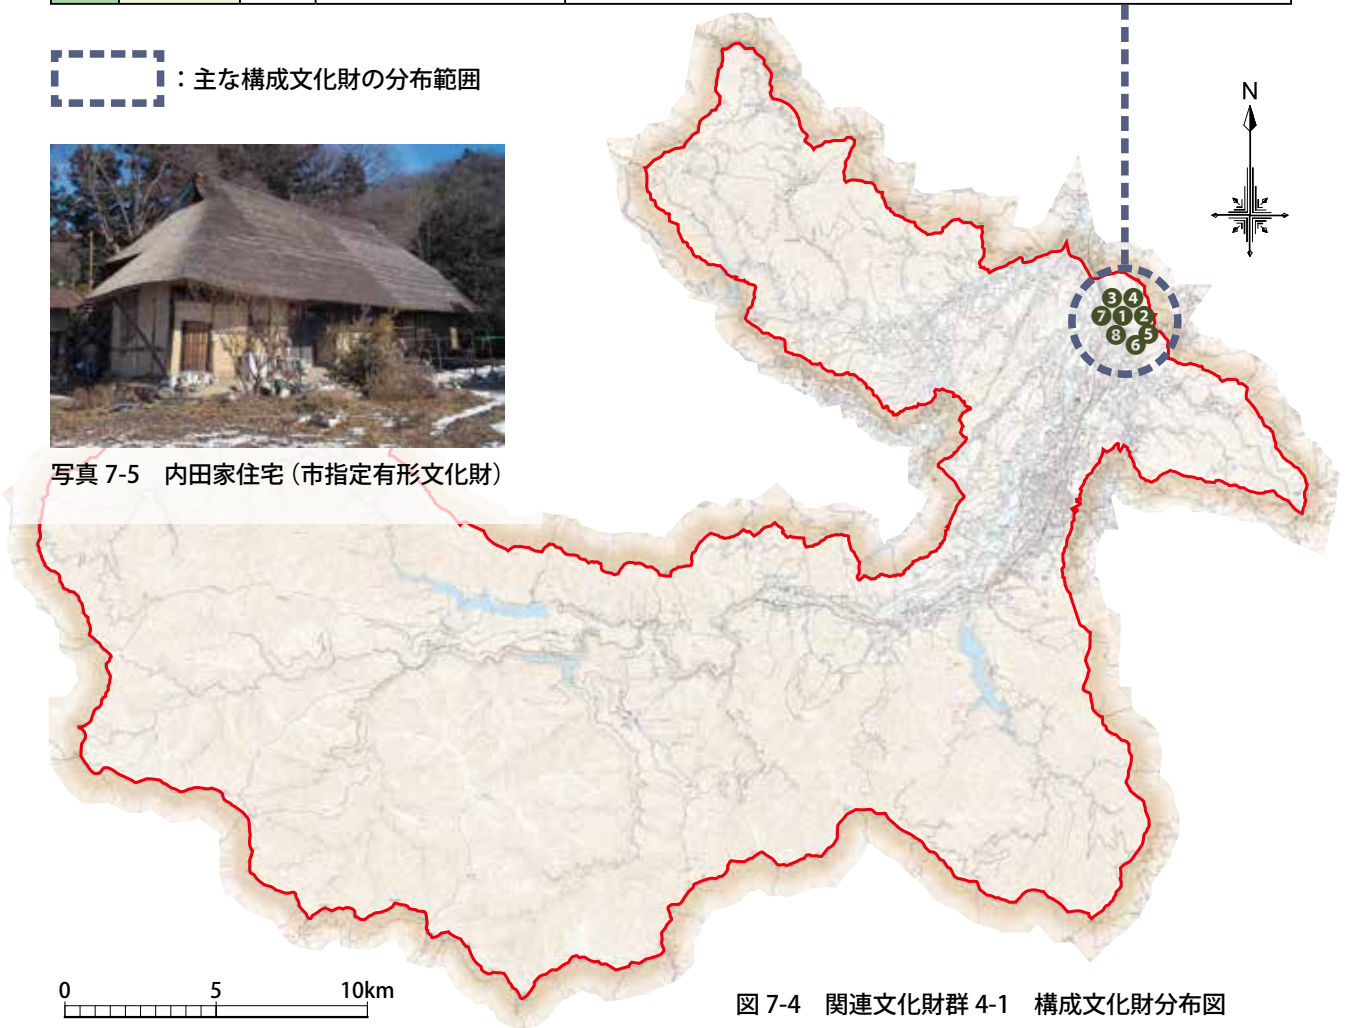 ：主な構成文化財の分布範囲
N
3 4
7 1 2
8 5
6
写真 7-5　内田家住宅（市指定有形文化財）
0 5 10km
図 7-4　関連文化財群 4-1　構成文化財分布図